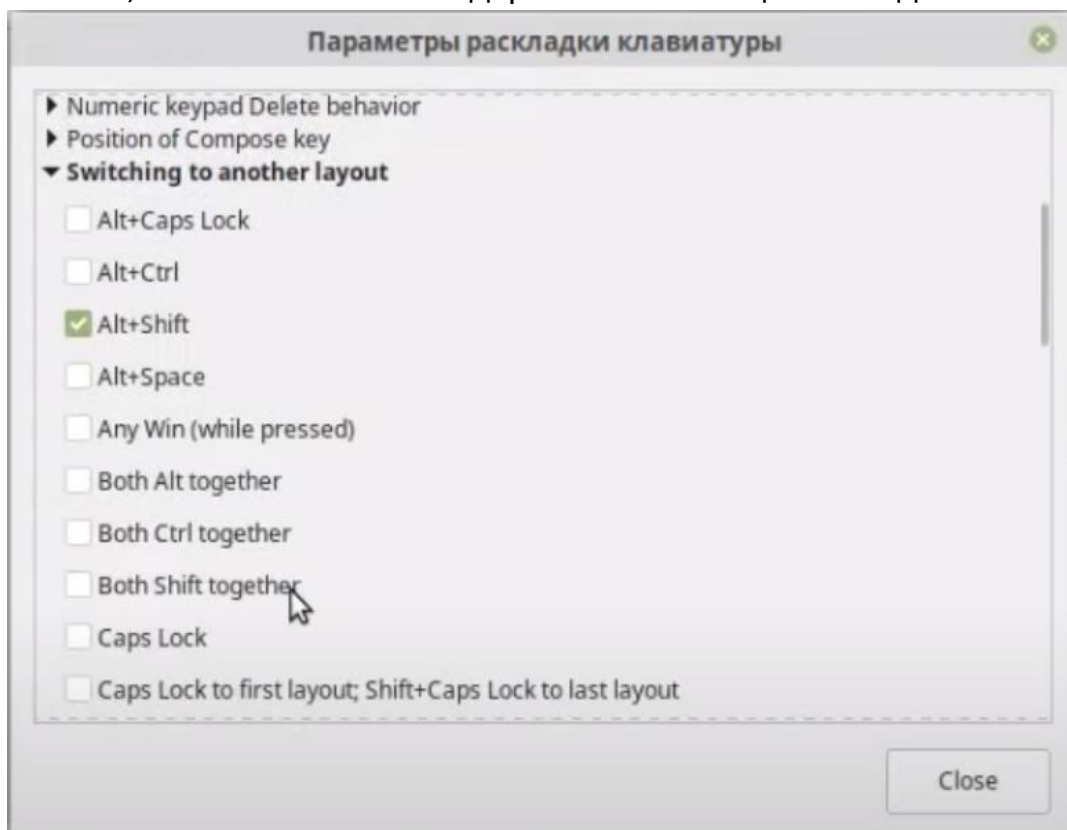 Параметры раскладки клавиатуры
Numeric keypad Delete behavior
Position of Compose key
Switching to another layout
Alt+Caps Lock
Alt+Ctrl
Alt+Shift
Alt+Space
Any Win (while pressed)
Both Alt together
Both Ctrl together
Both Shift together
Caps Lock
Caps Lock to first layout; Shift+Caps Lock to last layout
Close